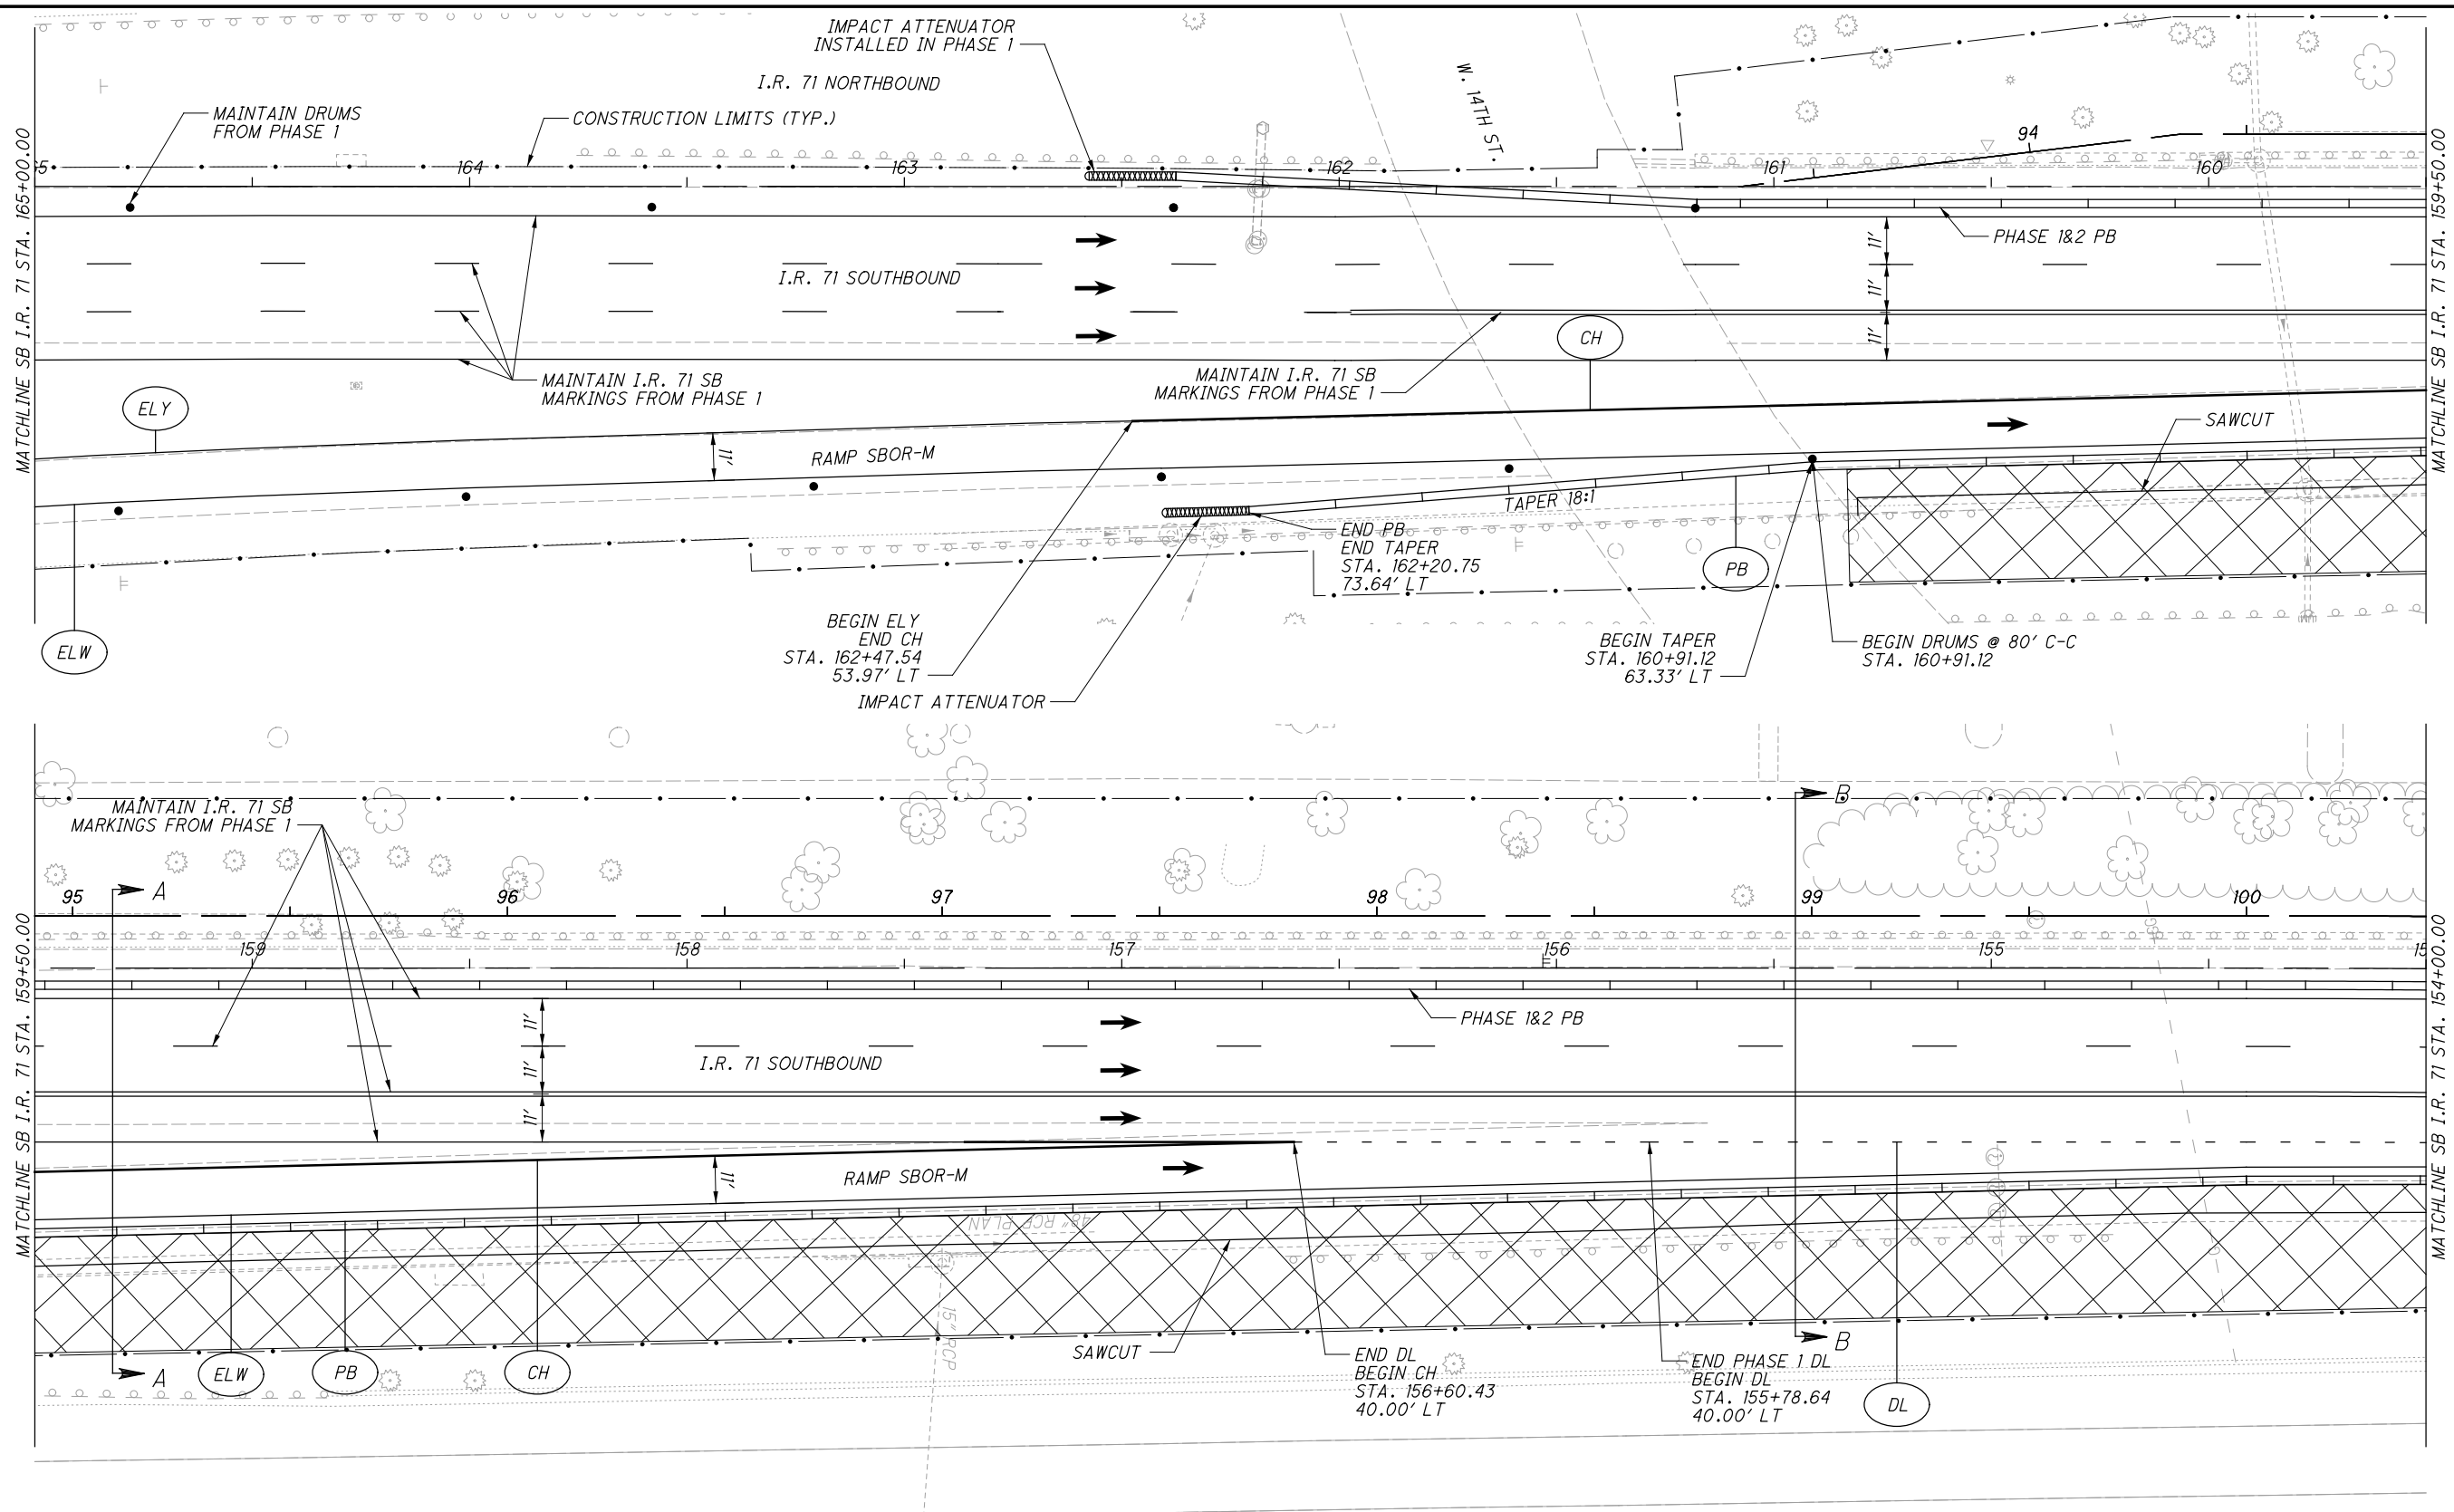 IMPACT ATTENUATOR
INSTALLED IN PHASE 1
I.R. 71 NORTHBOUND
MAINTAIN DRUMS
FROM PHASE 1
CONSTRUCTION LIMITS (TYP.)
W. 14TH ST.
94
164
163
162
161
160
MATCHLINE SB I.R. 71 STA. 165+00.00
MATCHLINE SB I.R. 71 STA. 159+50.00
PHASE 1&2 PB
11'
11'
11'
I.R. 71 SOUTHBOUND
CH
MAINTAIN I.R. 71 SB
MARKINGS FROM PHASE 1
MAINTAIN I.R. 71 SB
MARKINGS FROM PHASE 1
ELY
SAWCUT
11'
RAMP SBOR-M
TAPER 18:1
END PB
END TAPER
STA. 162+20.75
73.64' LT
PB
BEGIN ELY
END CH
STA. 162+47.54
53.97' LT
BEGIN TAPER
STA. 160+91.12
63.33' LT
BEGIN DRUMS @ 80' C-C
STA. 160+91.12
ELW
IMPACT ATTENUATOR
MAINTAIN I.R. 71 SB
MARKINGS FROM PHASE 1
B
A
95
96
97
98
99
100
159
158
157
156
155
MATCHLINE SB I.R. 71 STA. 159+50.00
MATCHLINE SB I.R. 71 STA. 154+00.00
PHASE 1&2 PB
11'
11'
11'
I.R. 71 SOUTHBOUND
11'
RAMP SBOR-M
48" RCP PLAN
15" RCP
SAWCUT
B
A
ELW
PB
CH
END DL
BEGIN CH
STA. 156+60.43
40.00' LT
END PHASE 1 DL
BEGIN DL
STA. 155+78.64
40.00' LT
DL